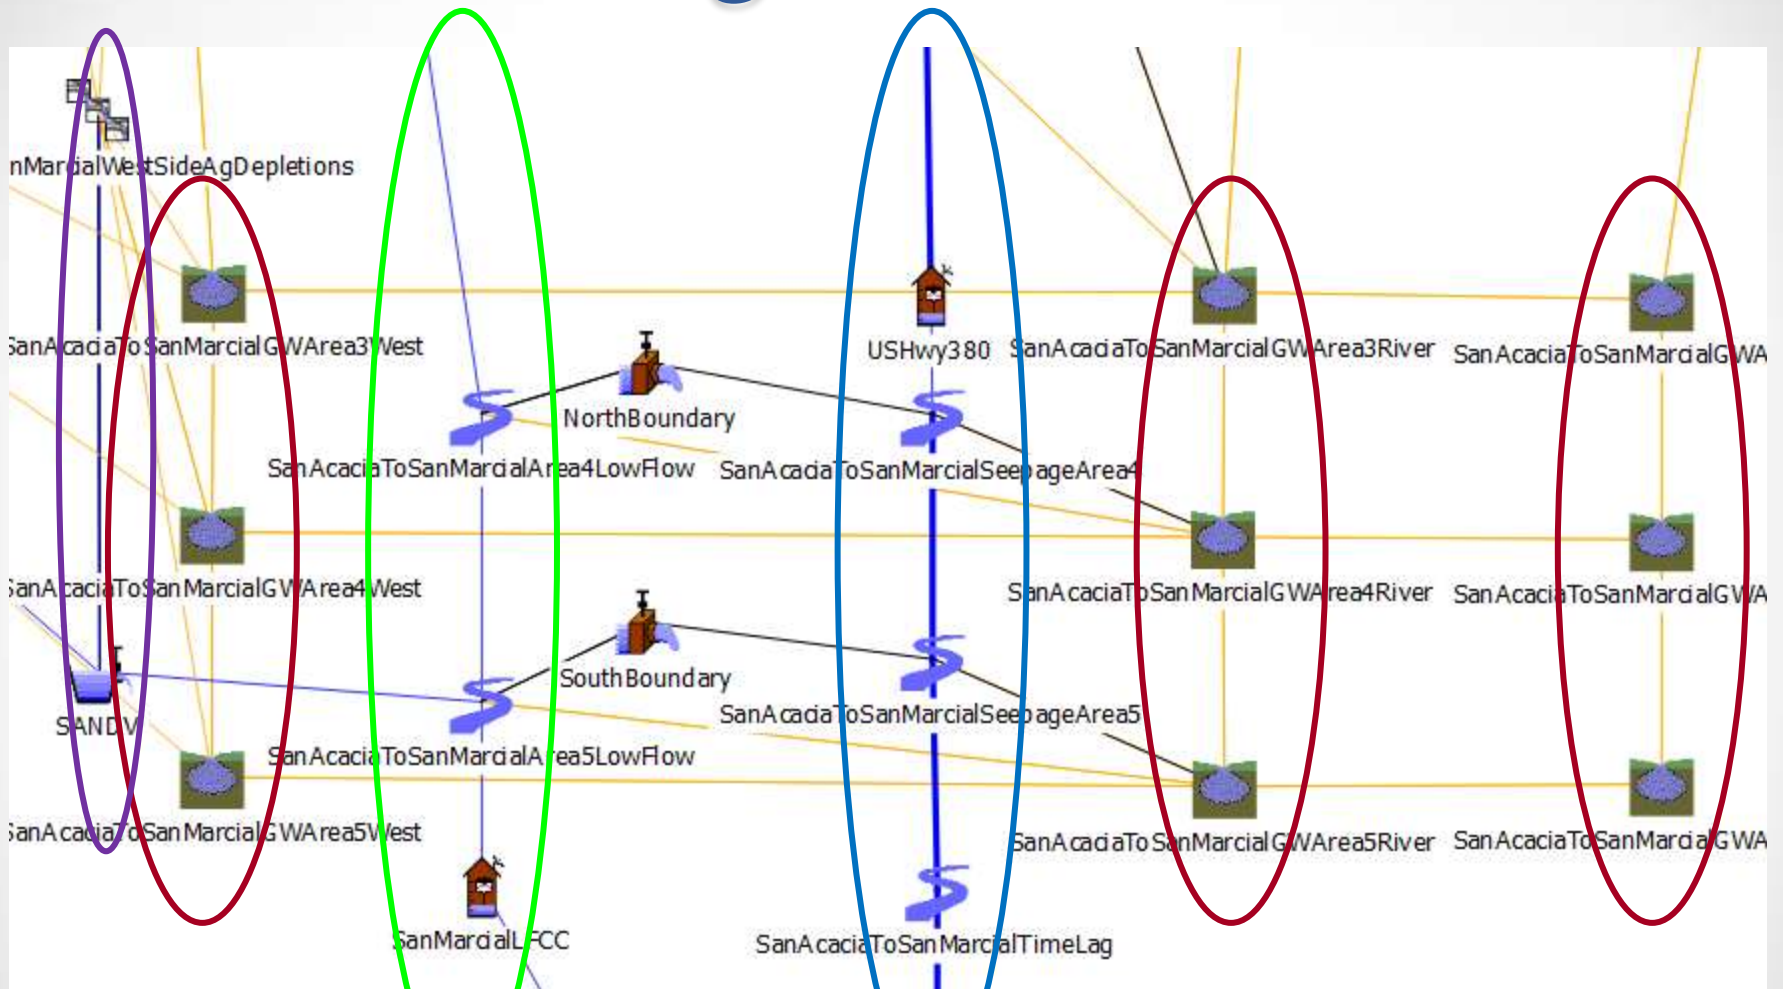 nMarcialWestSideAgDepletions
SanAcaciaToSanMarcialGWArea3West
USHwy380
SanAcaciaToSanMarcialGWArea3River
SanAcaciaToSanMarcialGWA
NorthBoundary
SanAcaciaToSanMarcialArea4LowFlow
SanAcaciaToSanMarcialSeepageArea4
SanAcaciaToSanMarcialGWArea4West
SanAcaciaToSanMarcialGWArea4River
SanAcaciaToSanMarcialGWA
SouthBoundary
SANDV
SanAcaciaToSanMarcialArea5LowFlow
SanAcaciaToSanMarcialSeepageArea5
SanAcaciaToSanMarcialGWArea5West
SanAcaciaToSanMarcialGWArea5River
SanAcaciaToSanMarcialGWA
SanMarcialLFCC
SanAcaciaToSanMarcialTimeLag